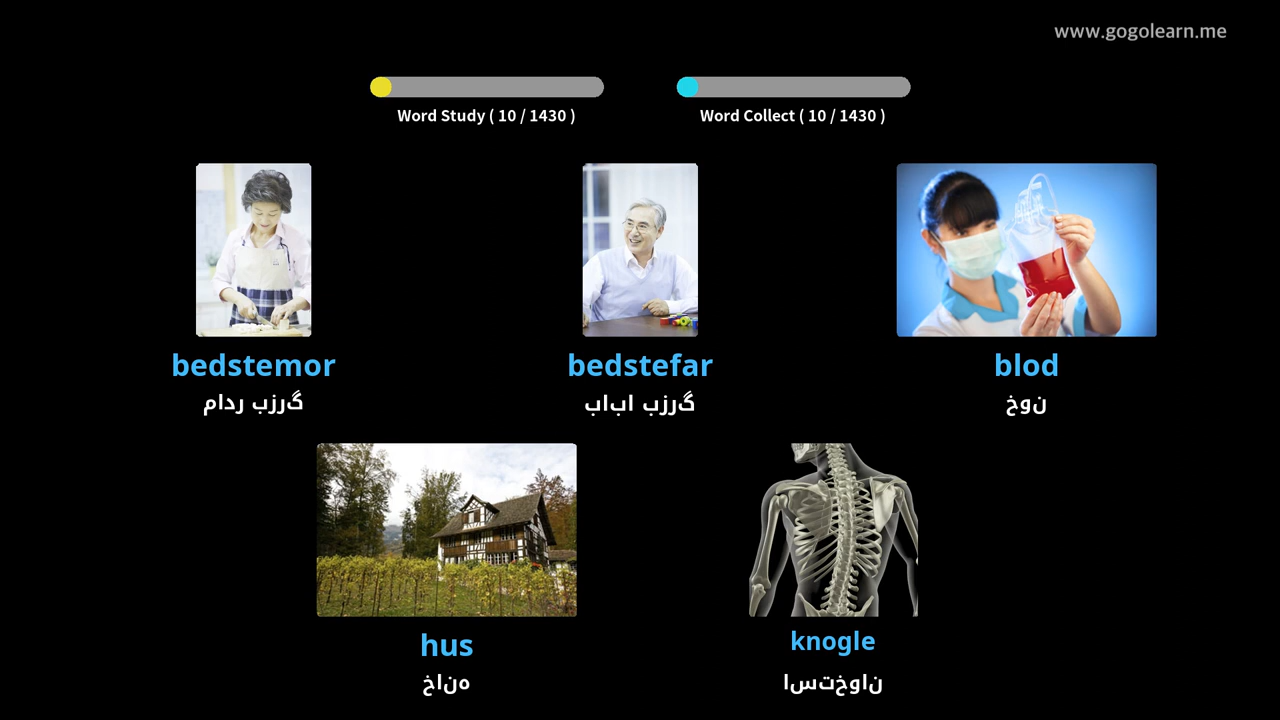 www.gogolearn.me
Word Study ( 10 / 1430 )
Word Collect ( 10 / 1430 )
bedstemor
مادر بزرگ
bedstefar
بابا بزرگ
blod
خون
hus
خانه
knogle
استخوان